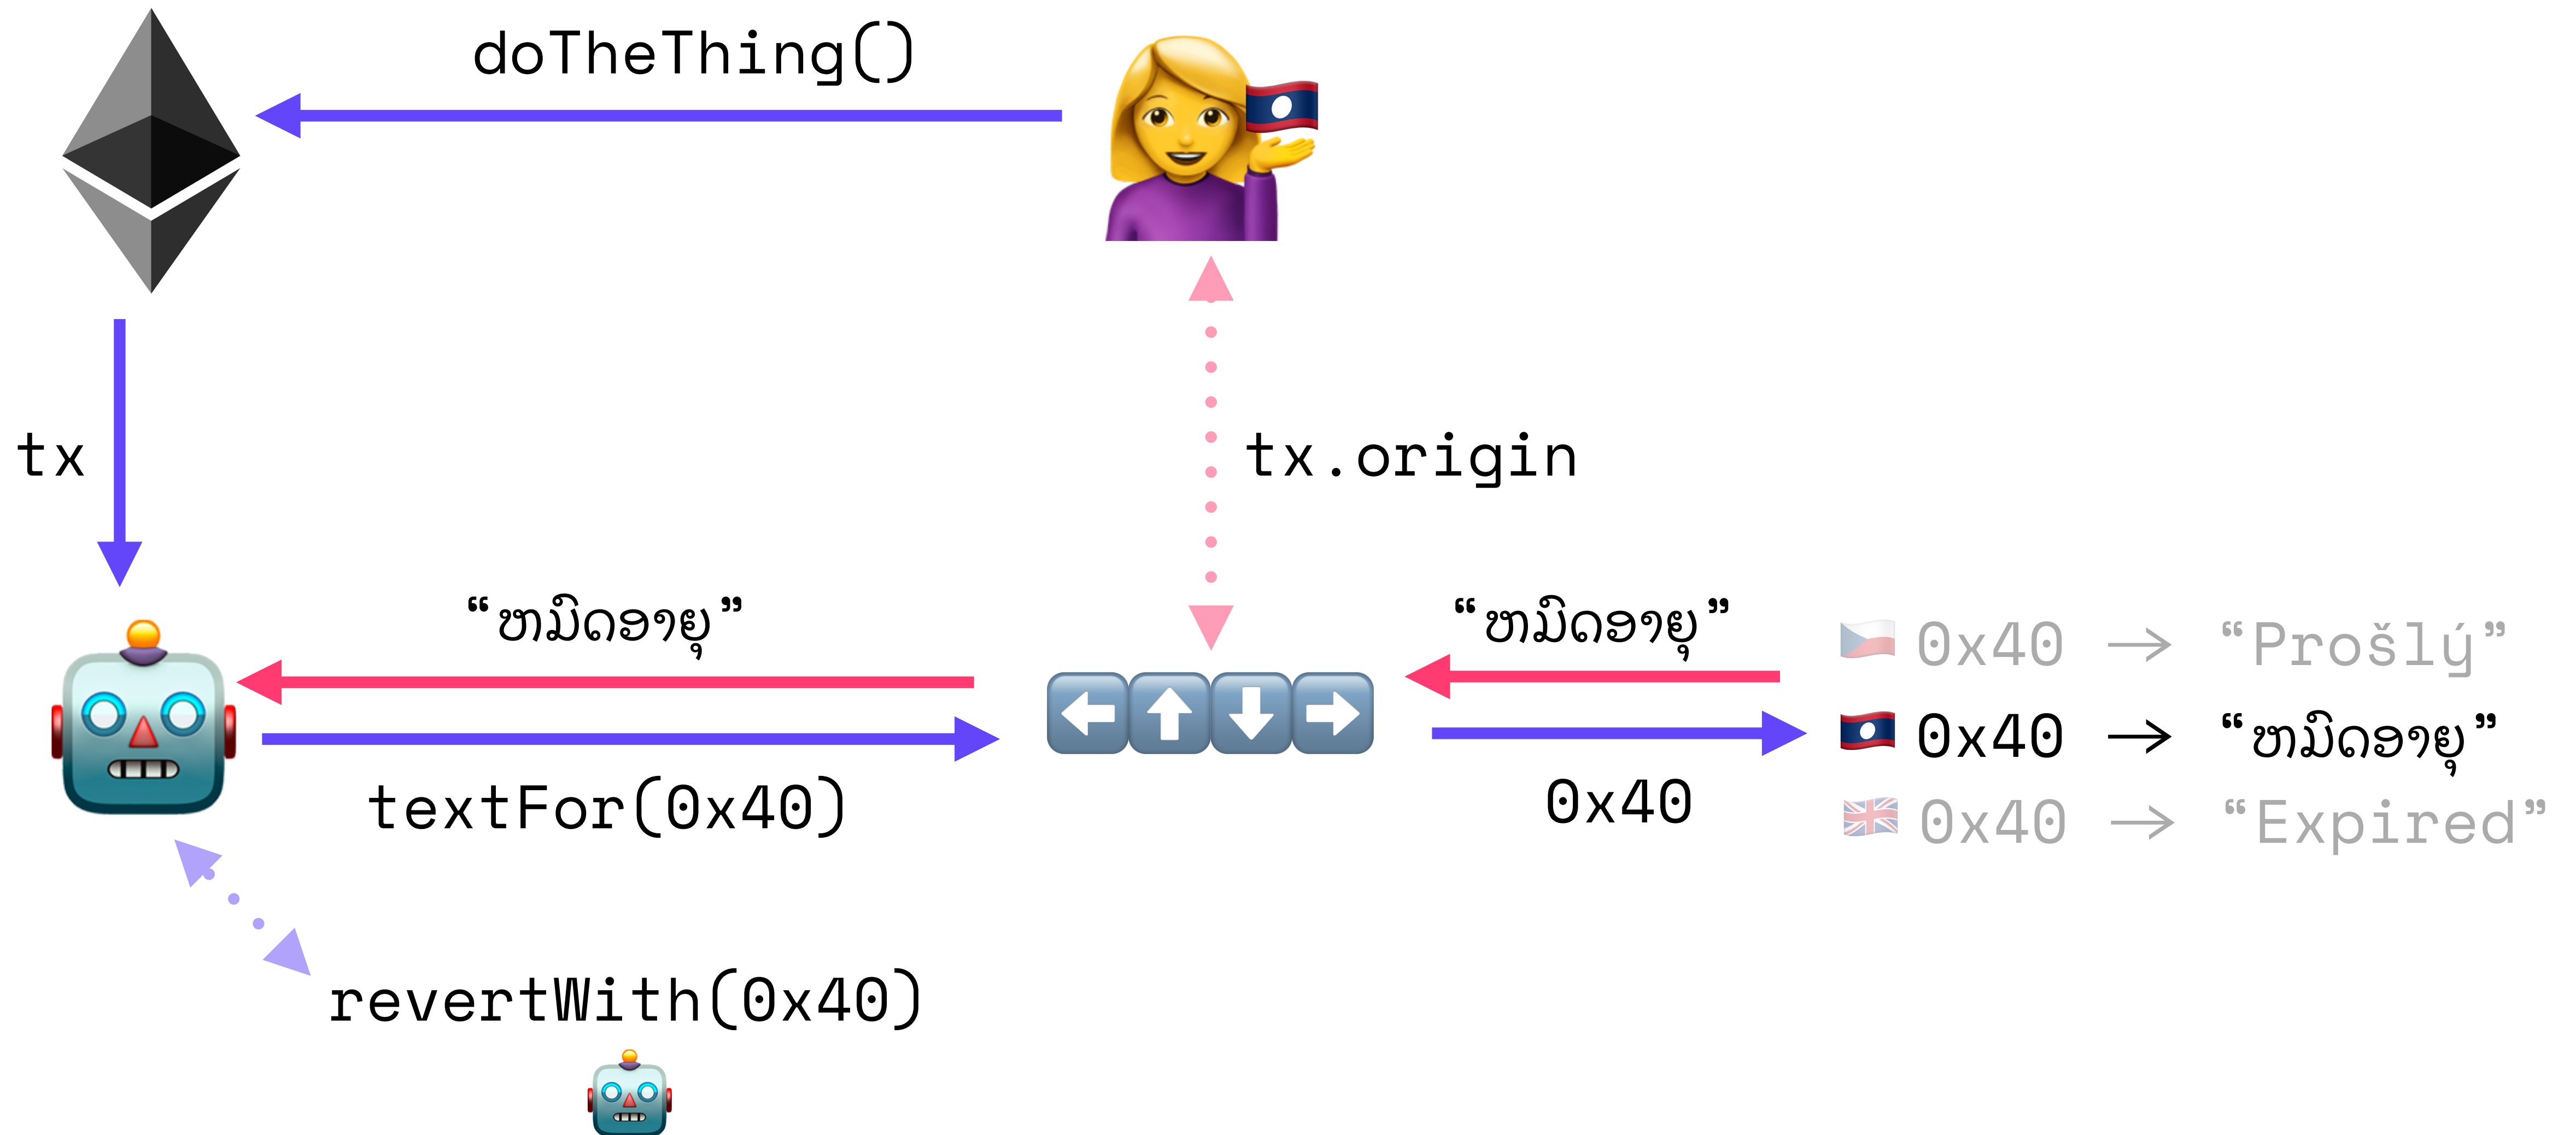 doTheThing()
tx
tx.origin
“ຫມົດອາຍຸ”
“ຫມົດອາຍຸ”
0x40 → “Prošlý”
0x40 → “ຫມົດອາຍຸ”
0x40 → “Expired”
textFor(0x40)
0x40
revertWith(0x40)